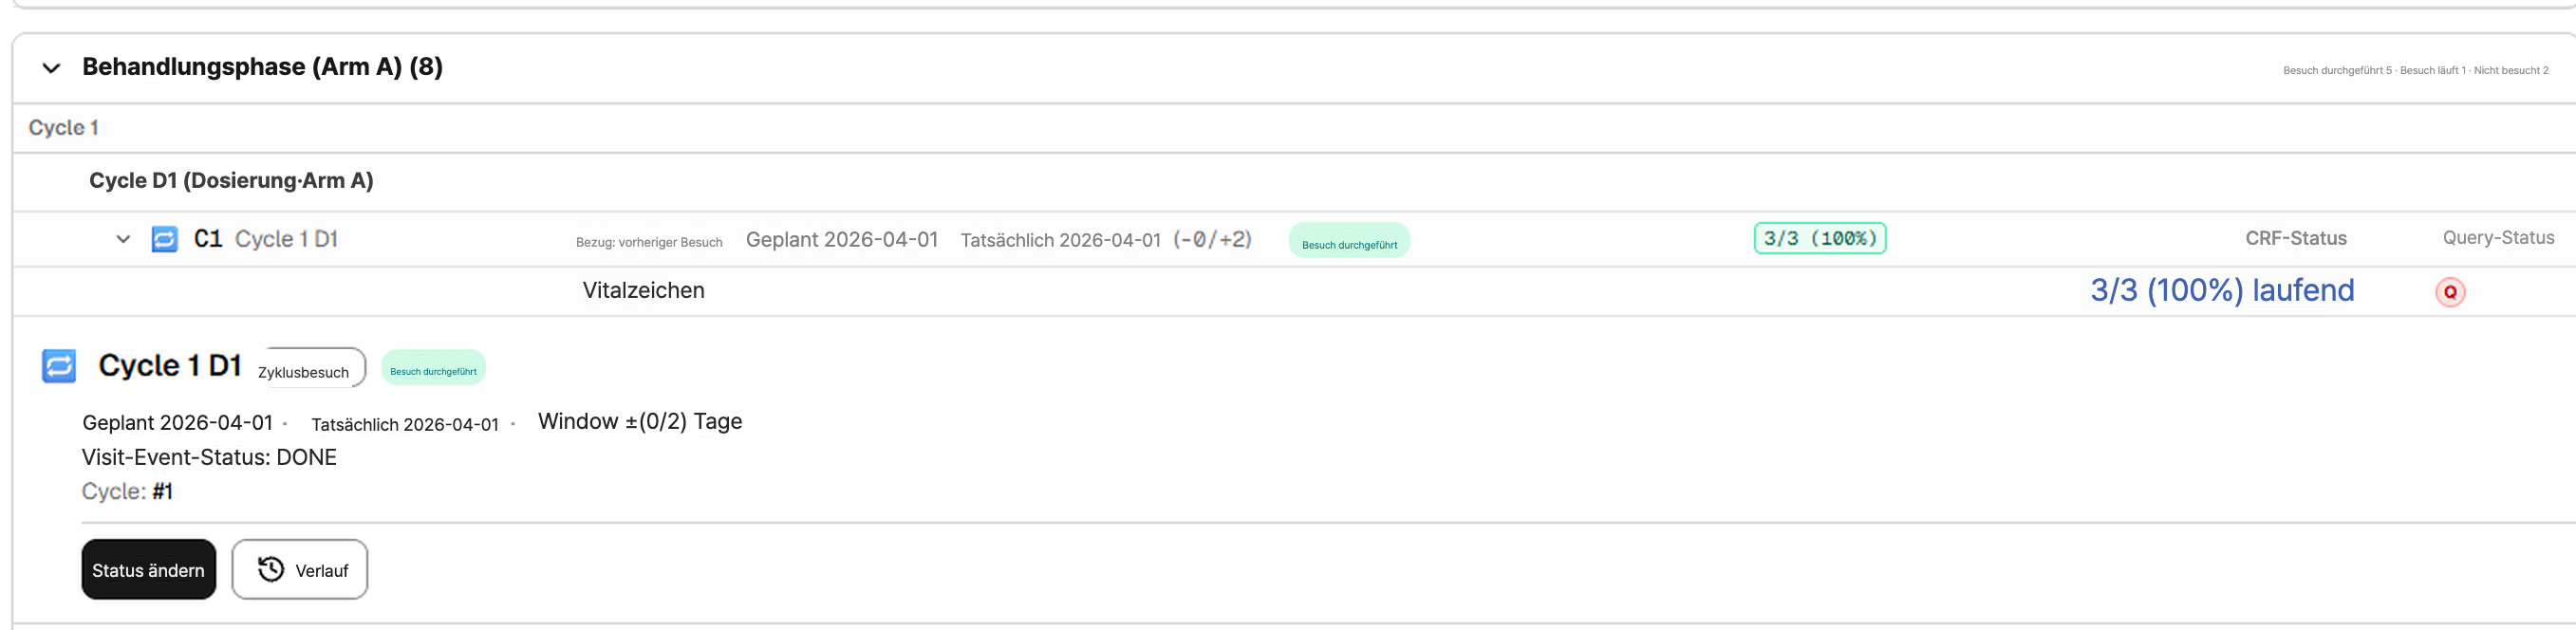 Behandlungsphase (Arm A) (8)
Besuch durchgeführt 5 · Besuch läuft 1 · Nicht besucht 2
Cycle 1
Cycle D1 (Dosierung·Arm A)
C1 Cycle 1 D1 Bezug: vorheriger Besuch Geplant 2026-04-01 Tatsächlich 2026-04-01 (-0/+2) Besuch durchgeführt 3/3 (100%) CRF-Status Query-Status
Vitalzeichen 3/3 (100%) laufend Q
Cycle 1 D1 Zyklusbesuch Besuch durchgeführt
Geplant 2026-04-01 · Tatsächlich 2026-04-01 · Window ±(0/2) Tage
Visit-Event-Status: DONE
Cycle: #1
Status ändern Verlauf